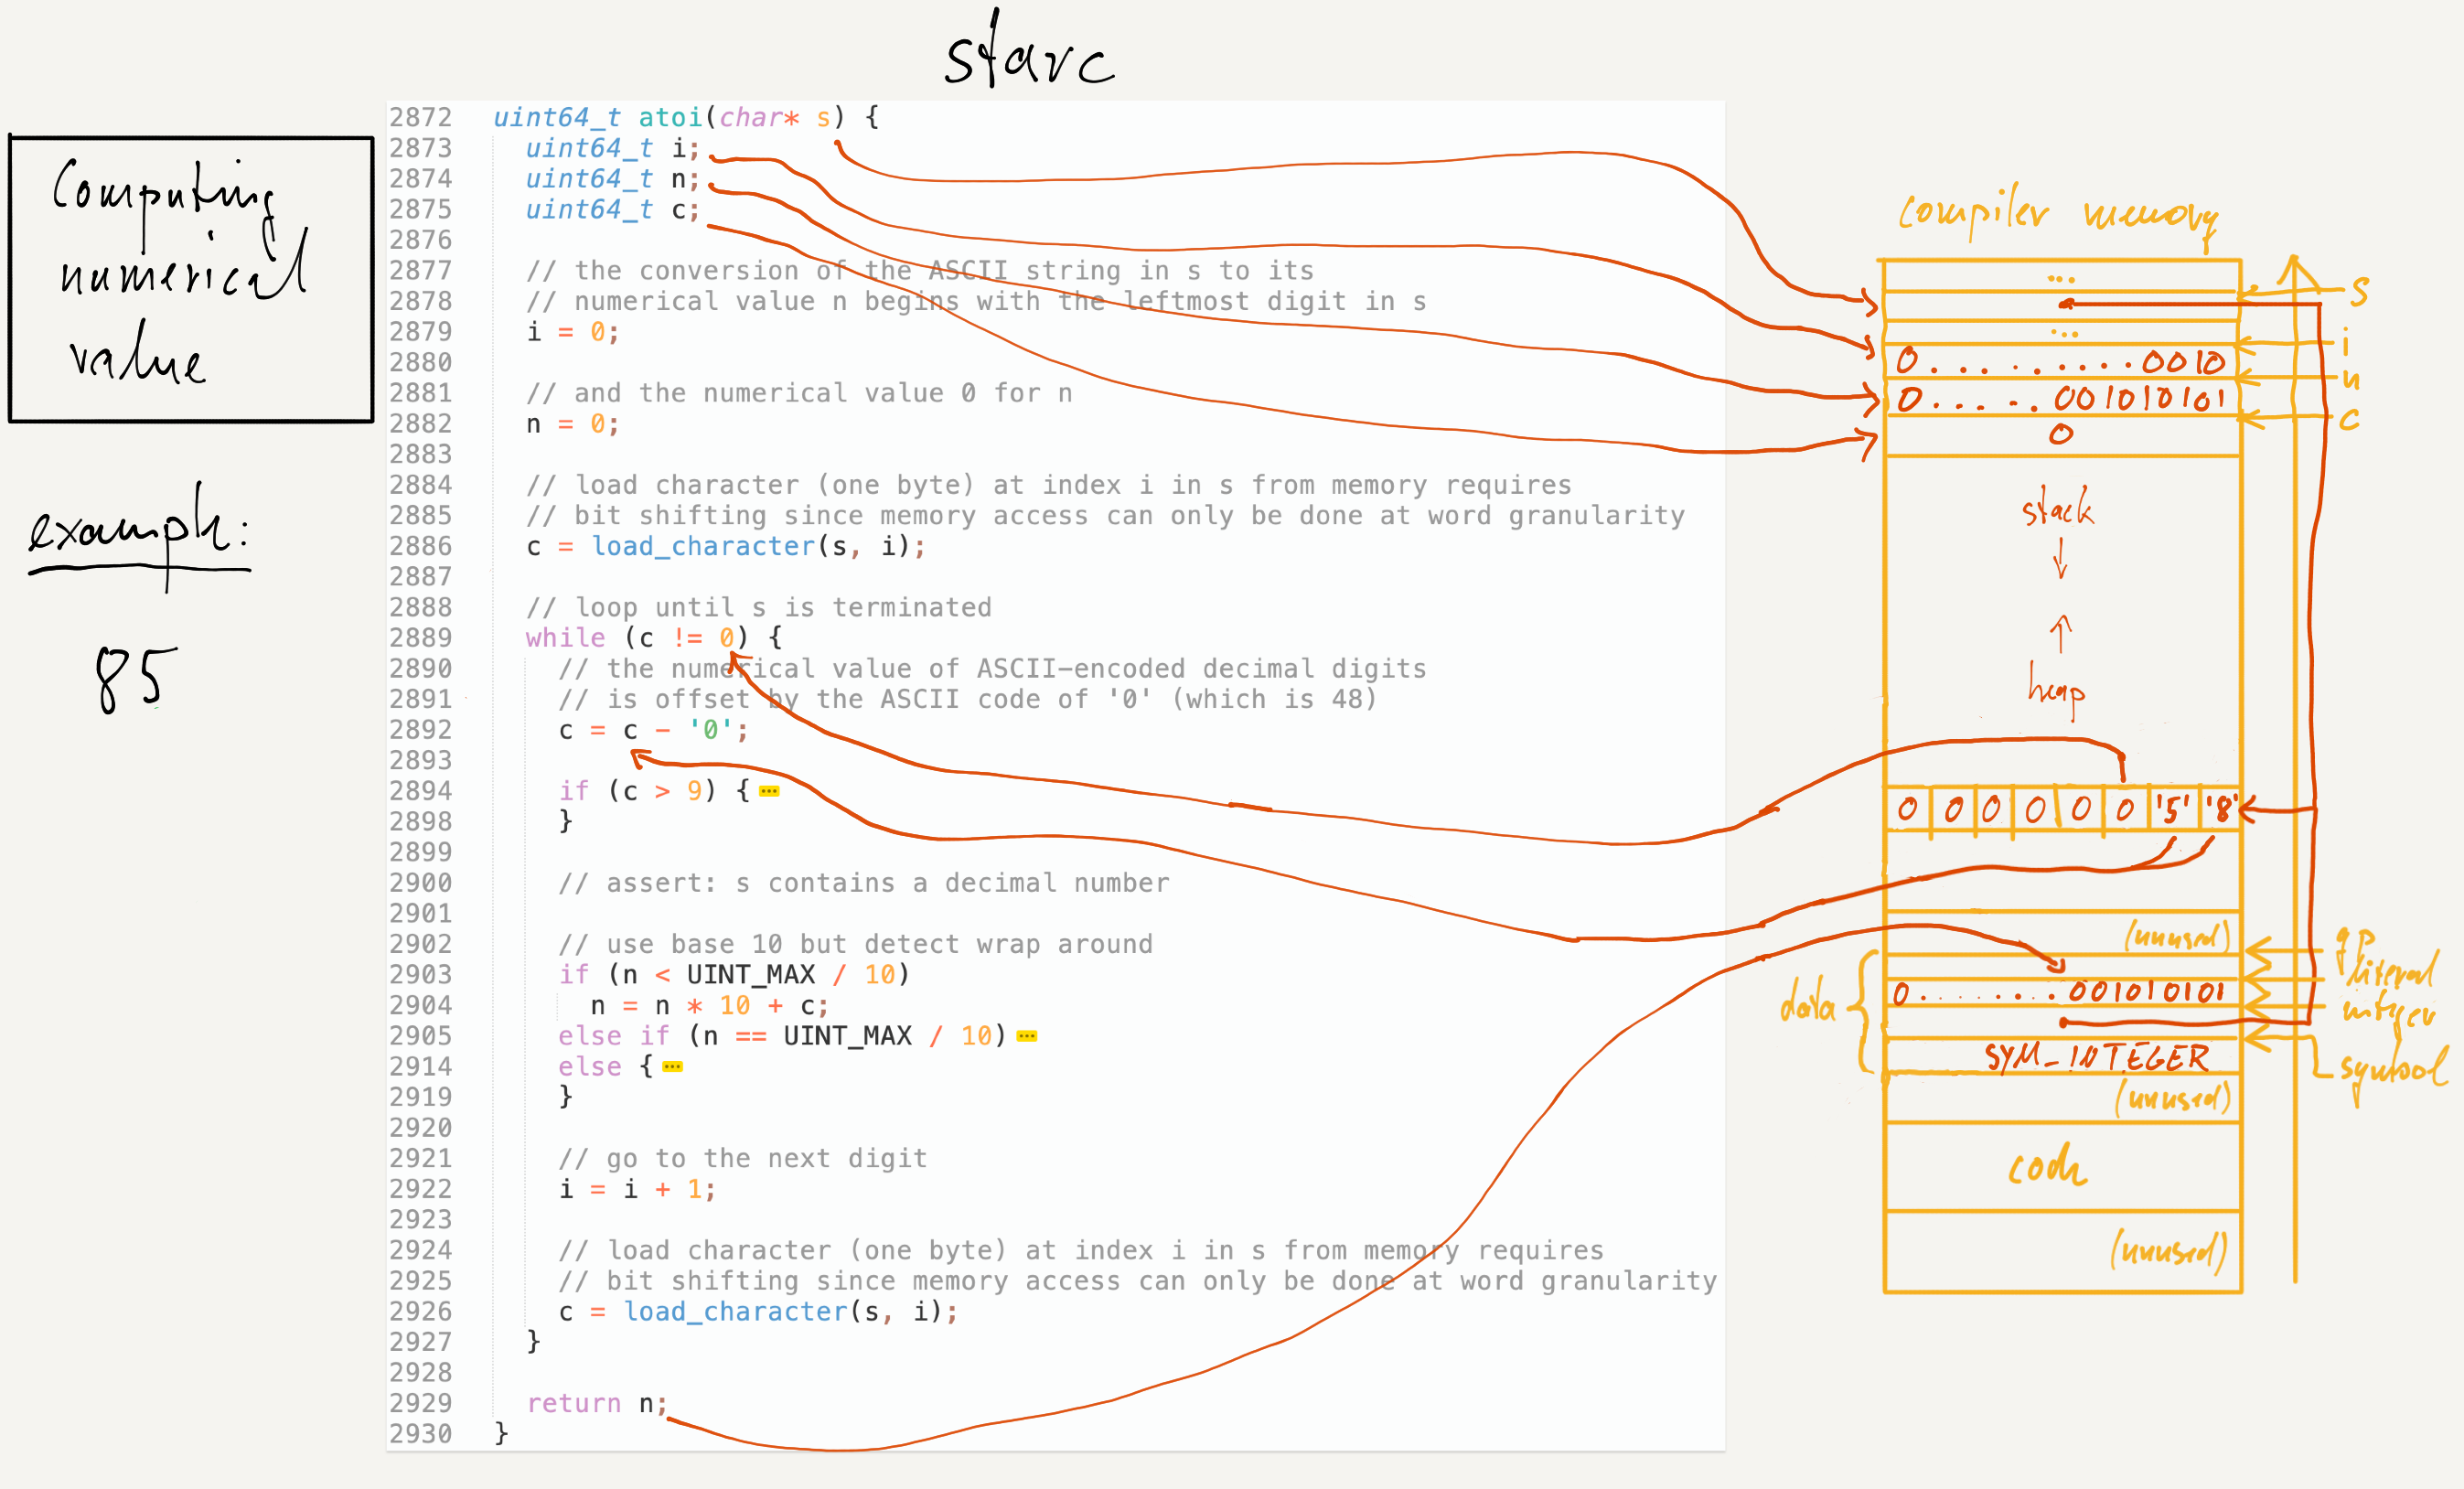 starc
Computing
numerical
value
example:
85
2872 uint64_t atoi(char* s) {
2873 uint64_t i;
2874 uint64_t n;
2875 uint64_t c;
2876
2877 // the conversion of the ASCII string in s to its
2878 // numerical value n begins with the leftmost digit in s
2879 i = 0;
2880
2881 // and the numerical value 0 for n
2882 n = 0;
2883
2884 // load character (one byte) at index i in s from memory requires
2885 // bit shifting since memory access can only be done at word granularity
2886 c = load_character(s, i);
2887
2888 // loop until s is terminated
2889 while (c != 0) {
2890 // the numerical value of ASCII-encoded decimal digits
2891 // is offset by the ASCII code of '0' (which is 48)
2892 c = c - '0';
2893
2894 if (c > 9) { ...
2898 }
2899
2900 // assert: s contains a decimal number
2901
2902 // use base 10 but detect wrap around
2903 if (n < UINT_MAX / 10)
2904 n = n * 10 + c;
2905 else if (n == UINT_MAX / 10) ...
2914 else { ...
2919 }
2920
2921 // go to the next digit
2922 i = i + 1;
2923
2924 // load character (one byte) at index i in s from memory requires
2925 // bit shifting since memory access can only be done at word granularity
2926 c = load_character(s, i);
2927 }
2928
2929 return n;
2930 }
compiler memory
...
s
...
i
0.........0010
n
0.....001010101
c
0
stack
heap
0 0 0 0 0 0 '5' '8'
(unused)
gp
literal
data
0........001010101
integer
SYM_INTEGER
symbol
(unused)
code
(unused)